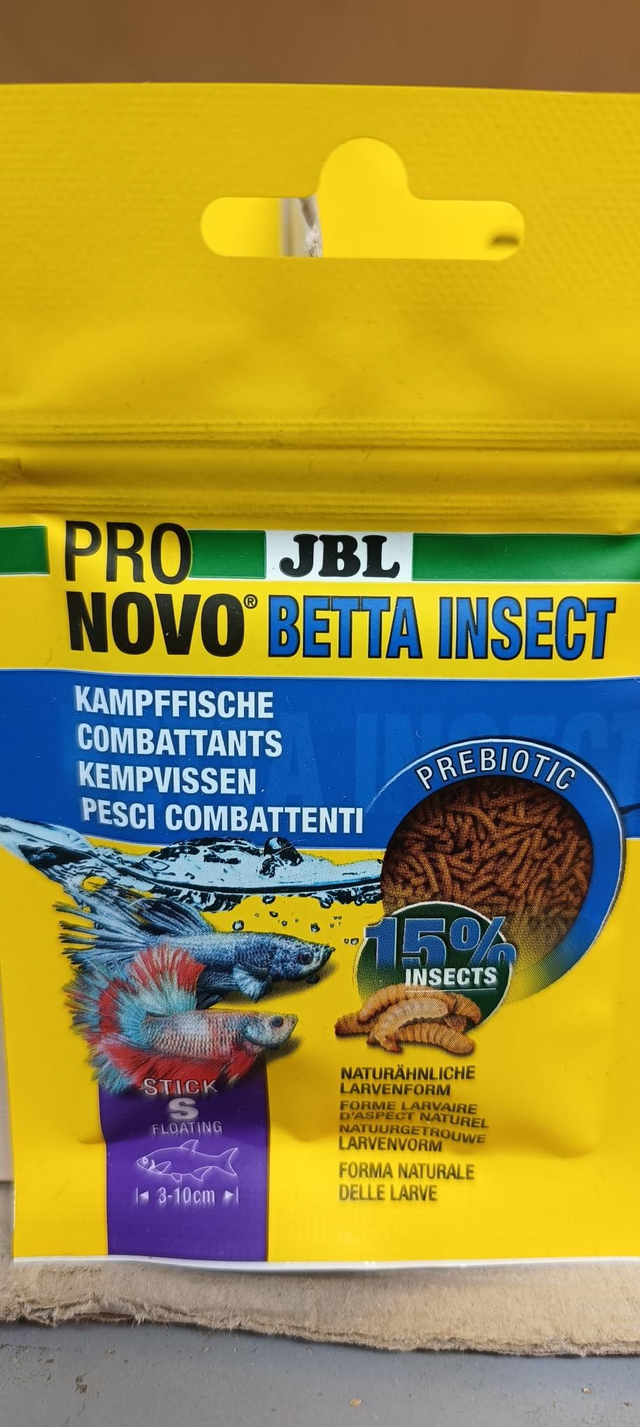 PRO JBL
NOVO® BETTA INSECT
KAMPFFISCHE
COMBATTANTS
KEMPVISSEN
PESCI COMBATTENTI
PREBIOTIC
15%
INSECTS
NATURÄHNLICHE
LARVENFORM
FORME LARVAIRE
D'ASPECT NATUREL
NATUURGETROUWE
LARVENVORM
FORMA NATURALE
DELLE LARVE
STICK
S
FLOATING
3-10cm